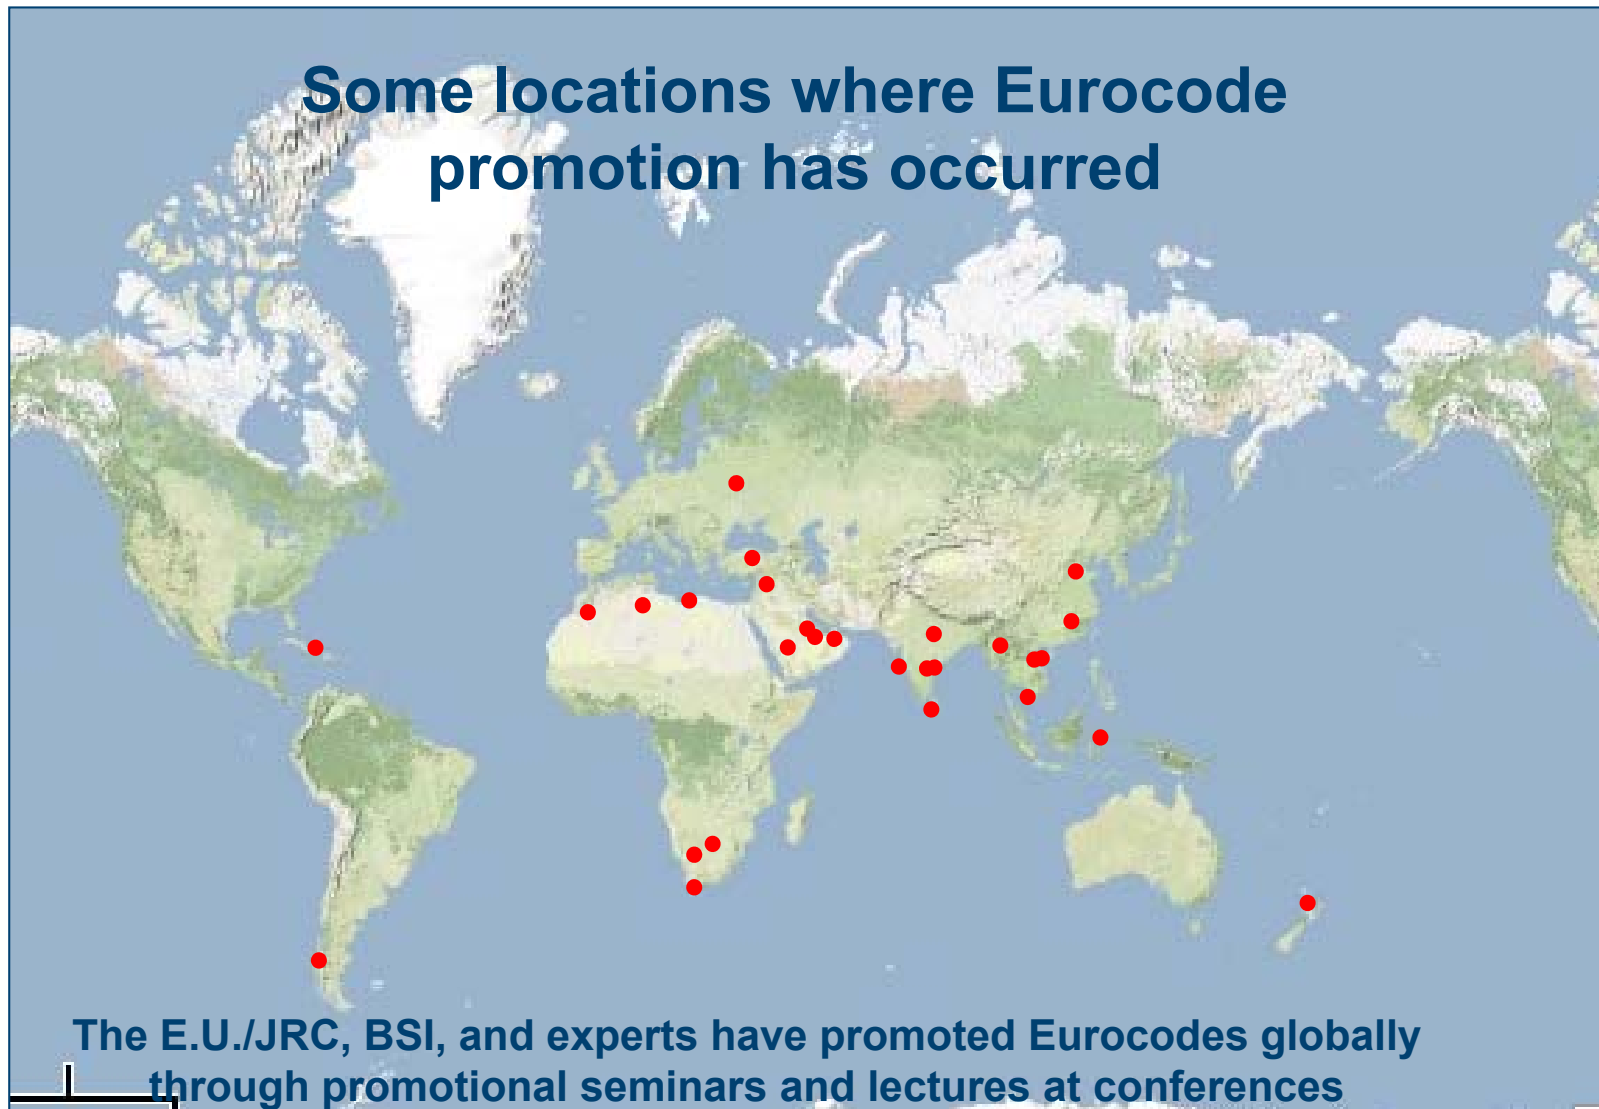 Some locations where Eurocode
promotion has occurred
The E.U./JRC, BSI, and experts have promoted Eurocodes globally
through promotional seminars and lectures at conferences